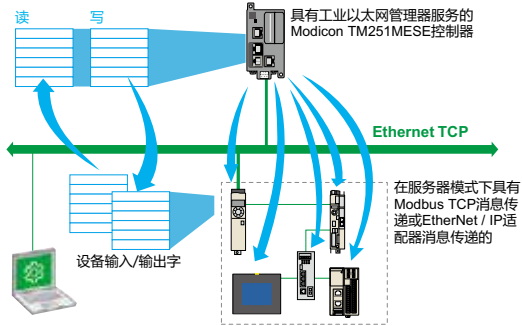 读 写
具有工业以太网管理器服务的
Modicon TM251MESE控制器
Ethernet TCP
在服务器模式下具有
Modbus TCP消息传
递或EtherNet / IP适
配器消息传递的
设备输入/输出字